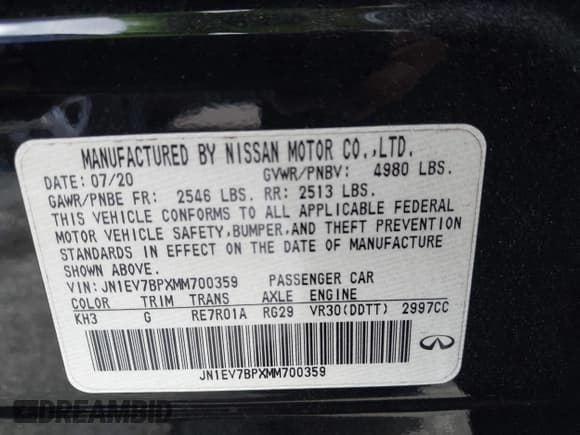 MANUFACTURED BY NISSAN MOTOR CO.,LTD.
DATE: 07/20 GVWR/PNBV: 4980 LBS.
GAWR/PNBE FR: 2546 LBS. RR: 2513 LBS.
THIS VEHICLE CONFORMS TO ALL APPLICABLE FEDERAL
MOTOR VEHICLE SAFETY,BUMPER,AND THEFT PREVENTION
STANDARDS IN EFFECT ON THE DATE OF MANUFACTURE
SHOWN ABOVE.
VIN: JN1EV7BPXMM700359 PASSENGER CAR
COLOR TRIM TRANS AXLE ENGINE
KH3 G RE7R01A RG29 VR30(DDTT) 2997CC
JN1EV7BPXMM700359
INFINITI
DREAMBID